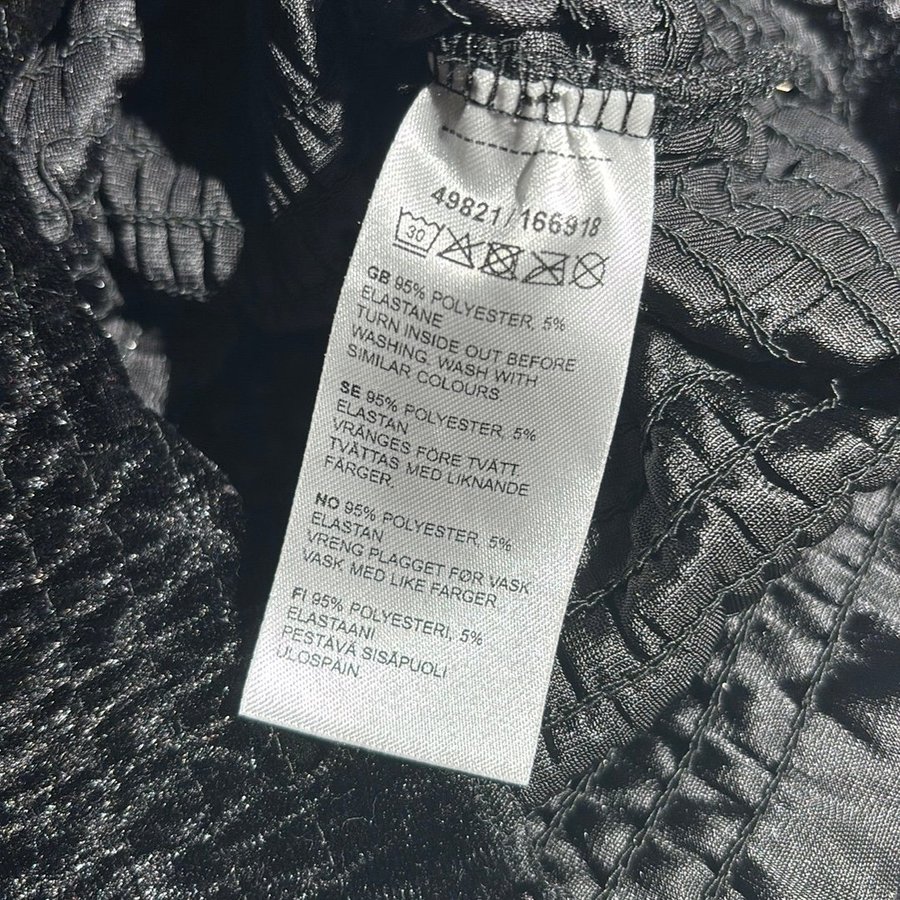 49821/166918
30
GB 95% POLYESTER, 5%
ELASTANE
TURN INSIDE OUT BEFORE
WASHING. WASH WITH
SIMILAR COLOURS
SE 95% POLYESTER, 5%
ELASTAN
VRÄNGES FÖRE TVÄTT.
TVÄTTAS MED LIKNANDE
FÄRGER.
NO 95% POLYESTER, 5%
ELASTAN
VRENG PLAGGET FØR VASK.
VASK MED LIKE FARGER
FI 95% POLYESTERI, 5%
ELASTAANI
PESTÄVÄ SISÄPUOLI
ULOSPÄIN.